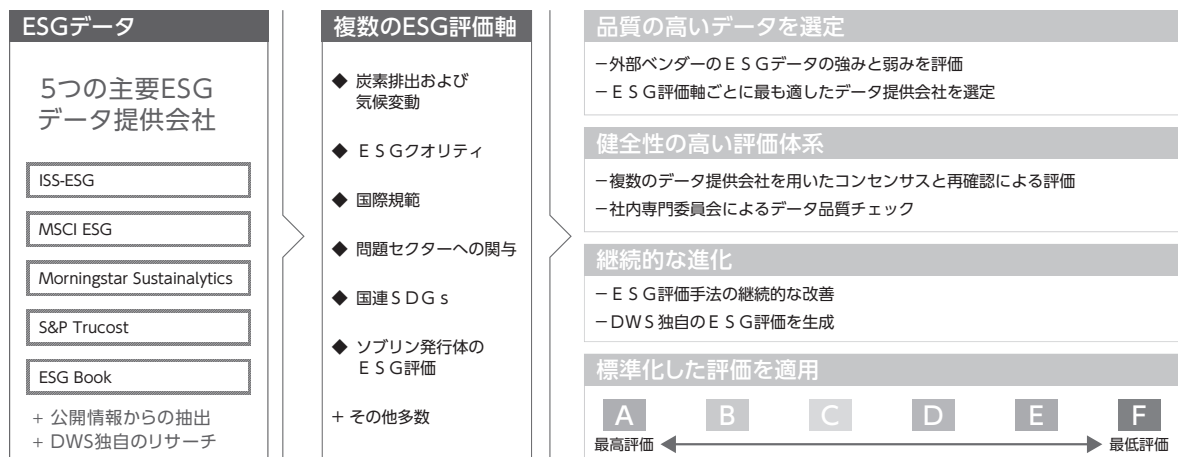 ESGデータ
5つの主要ESG
データ提供会社
ISS-ESG
MSCI ESG
Morningstar Sustainalytics
S&P Trucost
ESG Book
+ 公開情報からの抽出
+ DWS独自のリサーチ
複数のESG評価軸
◆ 炭素排出および
気候変動
◆ ESGクオリティ
◆ 国際規範
◆ 問題セクターへの関与
◆ 国連SDGs
◆ ソブリン発行体の
ESG評価
+ その他多数
品質の高いデータを選定
－外部ベンダーのESGデータの強みと弱みを評価
－ESG評価軸ごとに最も適したデータ提供会社を選定
健全性の高い評価体系
－複数のデータ提供会社を用いたコンセンサスと再確認による評価
－社内専門委員会によるデータ品質チェック
継続的な進化
－ESG評価手法の継続的な改善
－DWS独自のESG評価を生成
標準化した評価を適用
A B C D E F
最高評価 最低評価